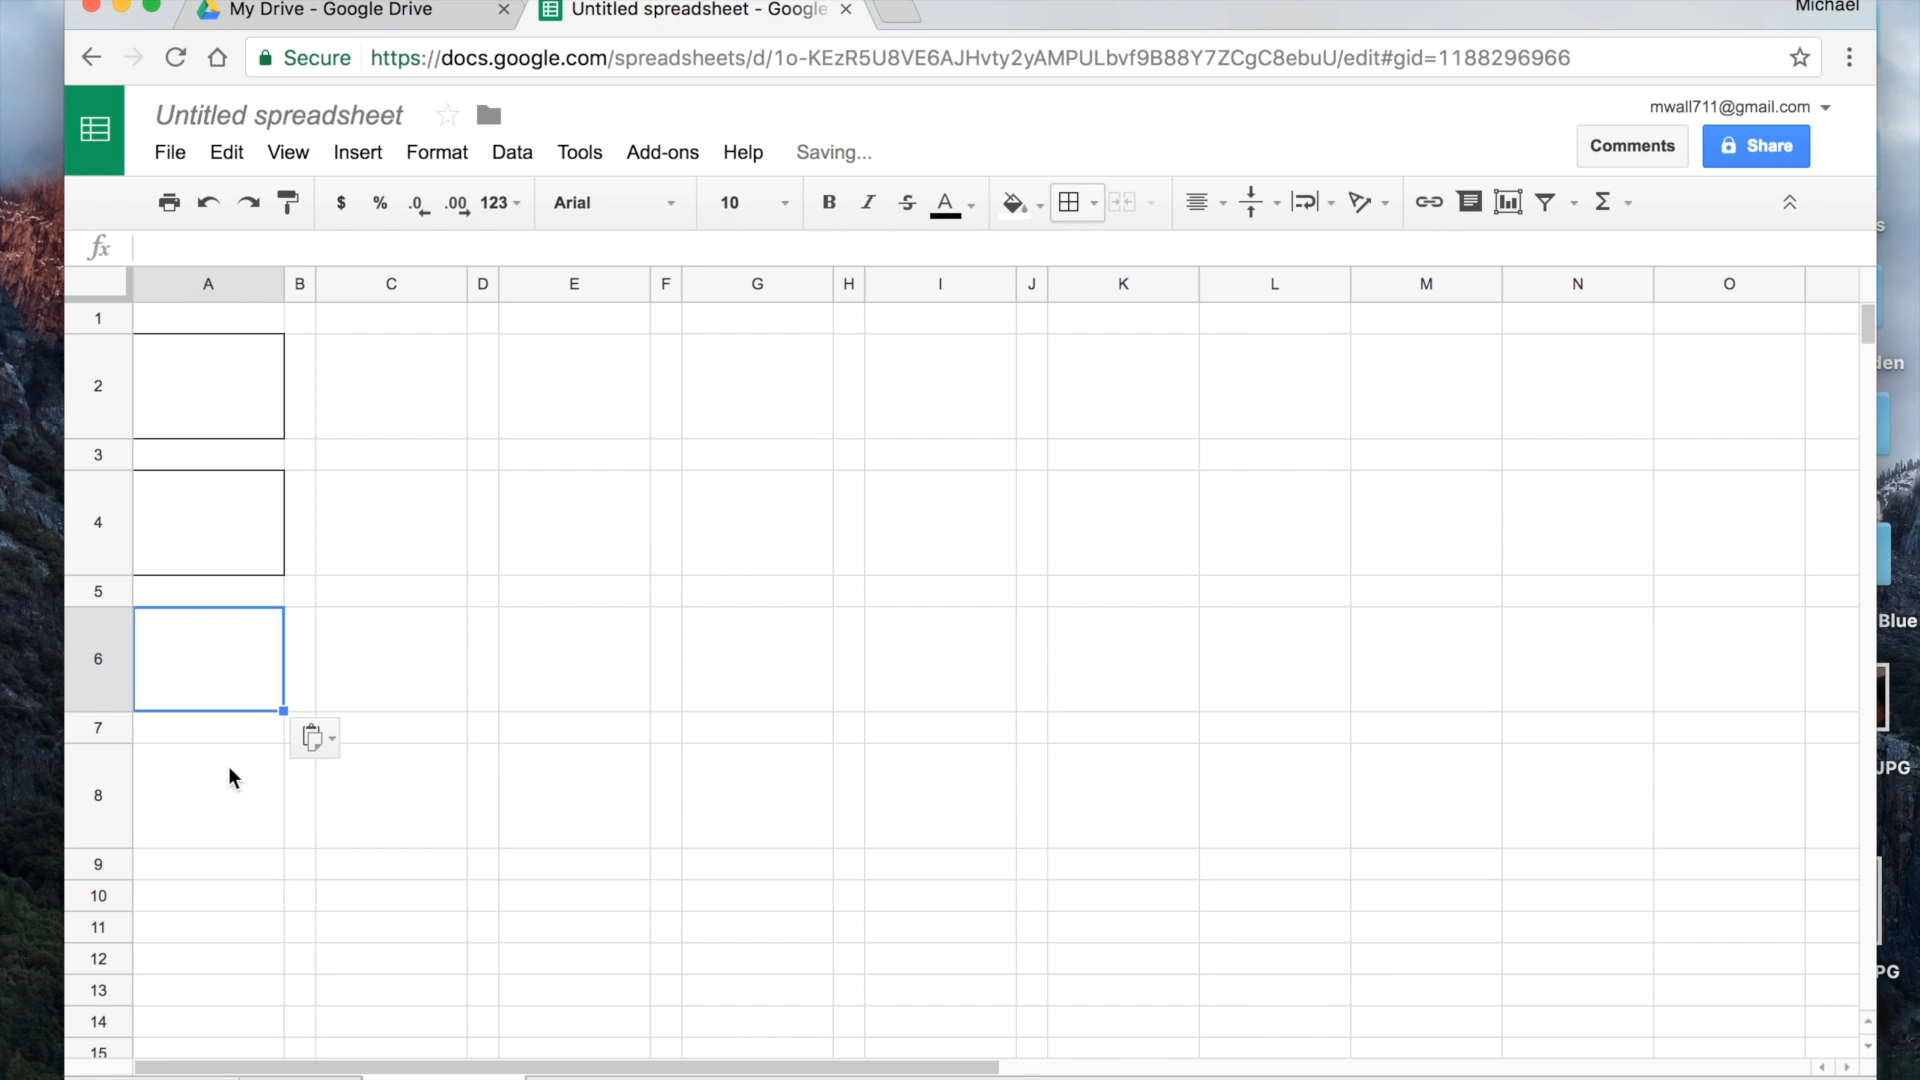 Michael
My Drive - Google Drive
Untitled spreadsheet - Google
Secure https://docs.google.com/spreadsheets/d/1o-KEzR5U8VE6AJHvty2yAMPULbvf9B88Y7ZCgC8ebuU/edit#gid=1188296966
Untitled spreadsheet
mwall711@gmail.com
File Edit View Insert Format Data Tools Add-ons Help Saving...
Comments Share
$ % .0 .00 123 Arial 10 B I S A Σ
fx
A B C D E F G H I J K L M N O
1
2
3
4
5
6
7
8
9
10
11
12
13
14
15
s
den
Blue
JPG
PG